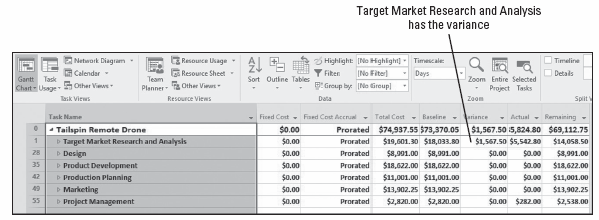 Target Market Research and Analysis
has the variance
Network Diagram
Resource Usage
Highlight: [No Highlight]
Timescale:
Timeline
Calendar
Resource Sheet
Filter: [No Filter]
Days
Details
Gantt Chart
Task Usage
Other Views
Team Planner
Other Views
Sort
Outline
Tables
Group by: [No Group]
Zoom
Entire Project
Selected Tasks
Task Views
Resource Views
Data
Zoom
Split V
Task Name Fixed Cost Fixed Cost Accrual Total Cost Baseline Variance Actual Remaining
0 Tailspin Remote Drone $0.00 Prorated $74,937.55 $73,370.05 $1,567.50 $5,824.80 $69,112.75
1 Target Market Research and Analysis $0.00 Prorated $19,601.30 $18,033.80 $1,567.50 $5,542.80 $14,058.50
28 Design $0.00 Prorated $8,991.00 $8,991.00 $0.00 $0.00 $8,991.00
35 Product Development $0.00 Prorated $18,622.00 $18,622.00 $0.00 $0.00 $18,622.00
42 Production Planning $0.00 Prorated $11,001.00 $11,001.00 $0.00 $0.00 $11,001.00
49 Marketing $0.00 Prorated $13,902.25 $13,902.25 $0.00 $0.00 $13,902.25
55 Project Management $0.00 Prorated $2,820.00 $2,820.00 $0.00 $282.00 $2,538.00